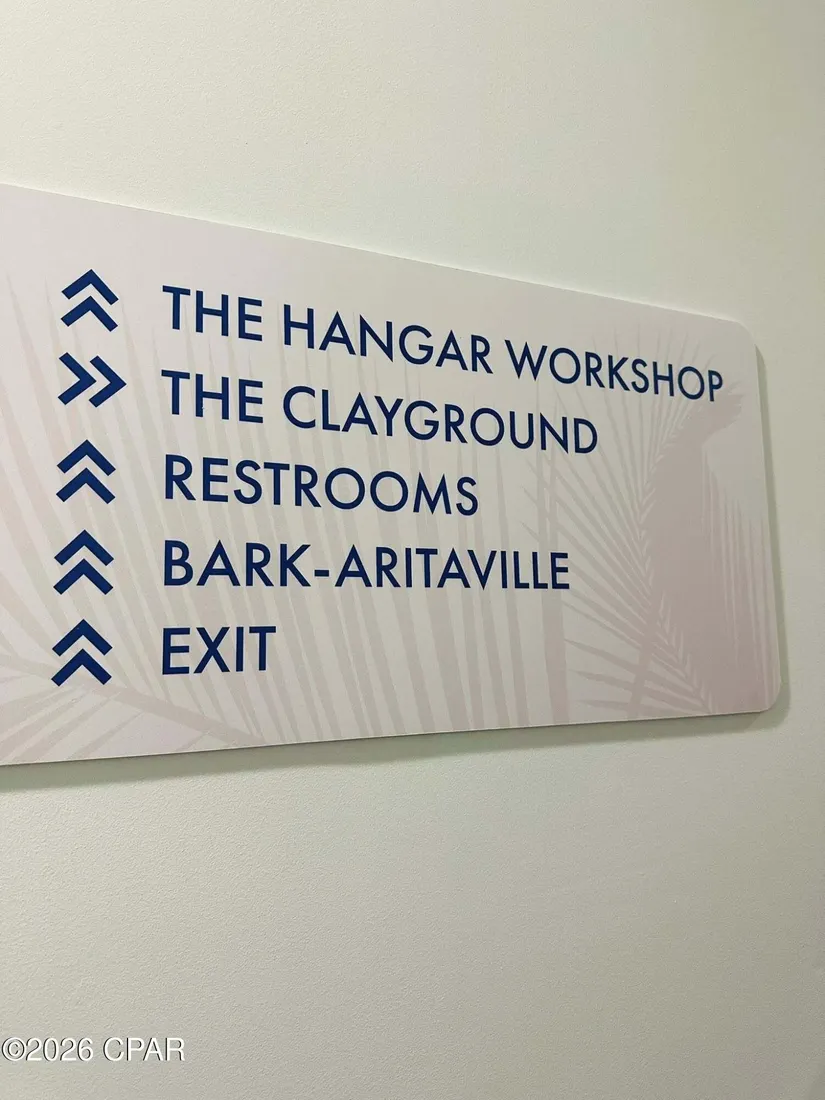 THE HANGAR WORKSHOP
THE CLAYGROUND
RESTROOMS
BARK-ARITAVILLE
EXIT
©2026 CPAR